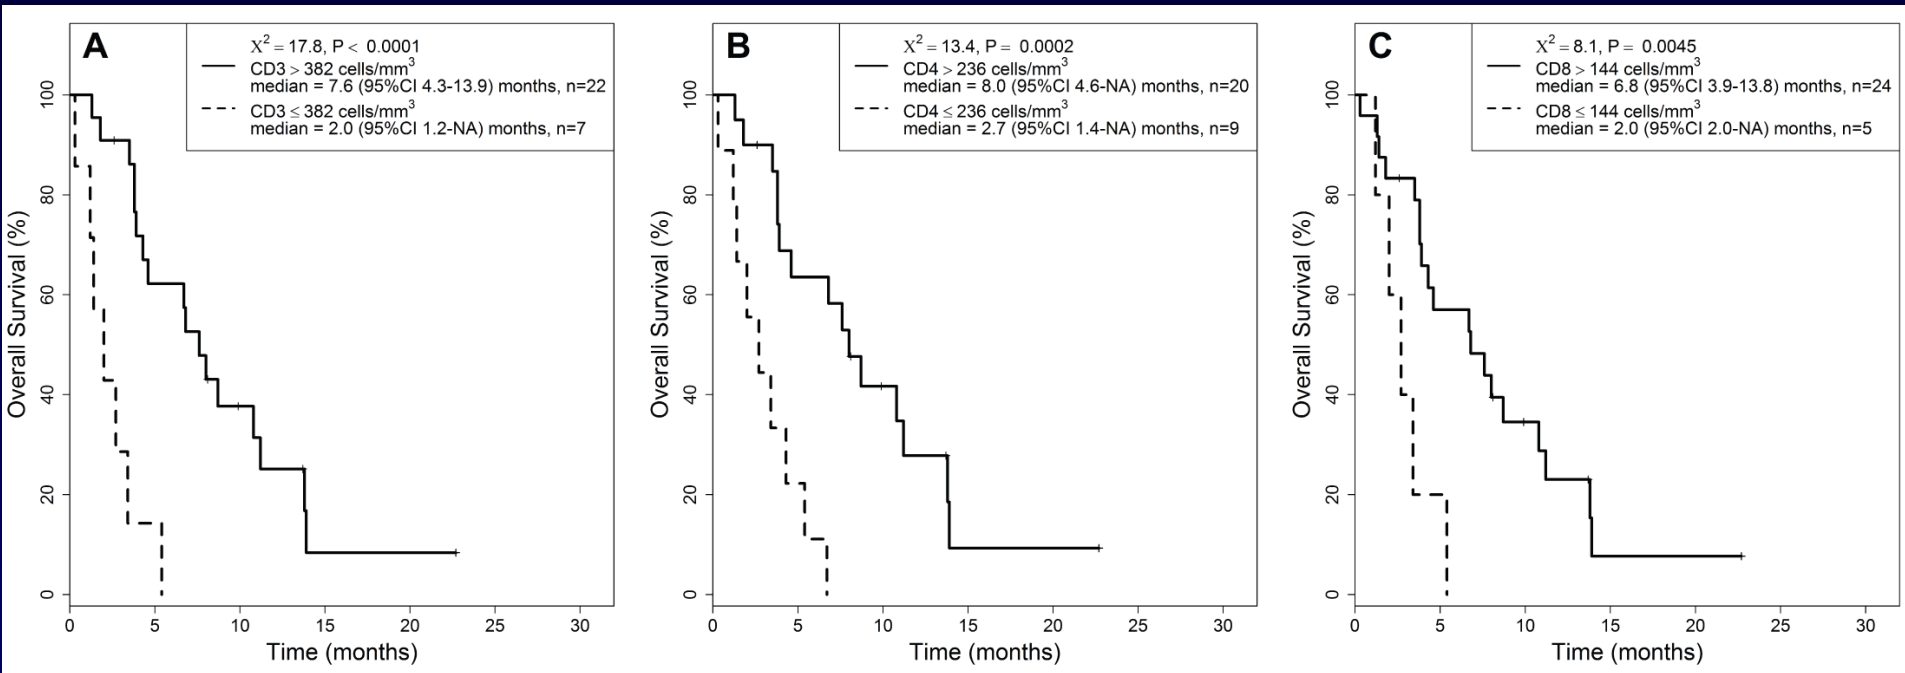 A
X² = 17.8, P < 0.0001
CD3 > 382 cells/mm³
median = 7.6 (95%CI 4.3-13.9) months, n=22
CD3 ≤ 382 cells/mm³
median = 2.0 (95%CI 1.2-NA) months, n=7
Overall Survival (%)
100
80
60
40
20
0
0 5 10 15 20 25 30
Time (months)
B
X² = 13.4, P = 0.0002
CD4 > 236 cells/mm³
median = 8.0 (95%CI 4.6-NA) months, n=20
CD4 ≤ 236 cells/mm³
median = 2.7 (95%CI 1.4-NA) months, n=9
Overall Survival (%)
100
80
60
40
20
0
0 5 10 15 20 25 30
Time (months)
C
X² = 8.1, P = 0.0045
CD8 > 144 cells/mm³
median = 6.8 (95%CI 3.9-13.8) months, n=24
CD8 ≤ 144 cells/mm³
median = 2.0 (95%CI 2.0-NA) months, n=5
Overall Survival (%)
100
80
60
40
20
0
0 5 10 15 20 25 30
Time (months)